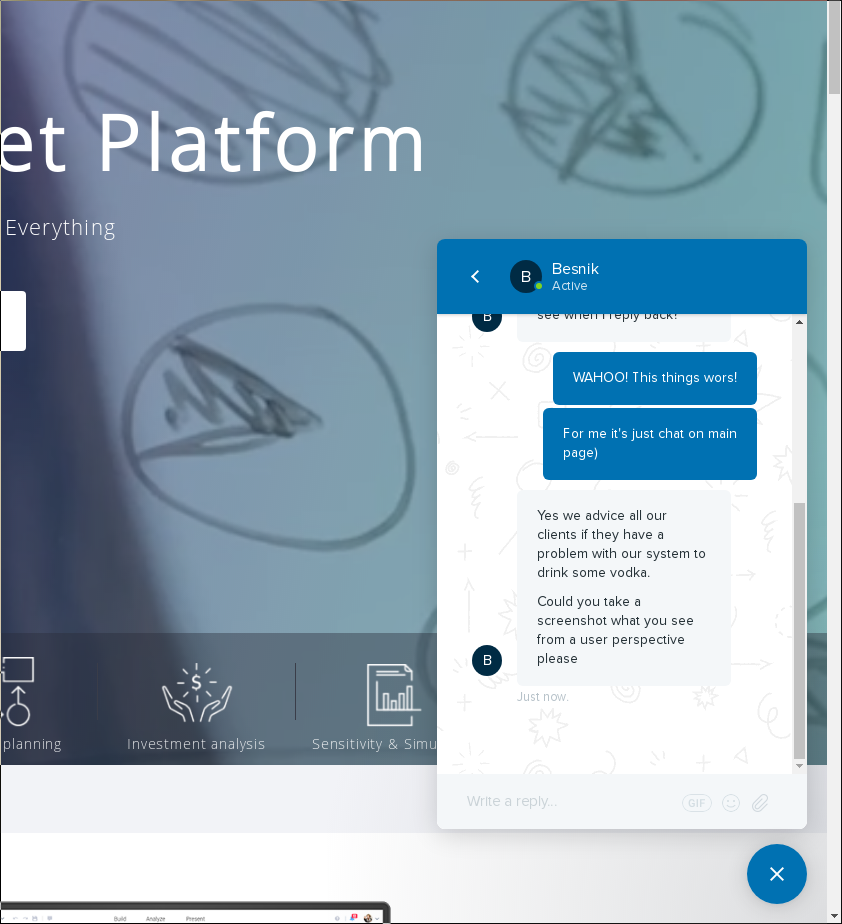 et Platform
Everything
B
Besnik
Active
B
see when I reply back?
WAHOO! This things wors!
For me it's just chat on main
page)
Yes we advice all our
clients if they have a
problem with our system to
drink some vodka.
Could you take a
screenshot what you see
from a user perspective
please
B
Just now.
planning
Investment analysis
Sensitivity & Simu
Write a reply...
GIF
Build
Analyze
Present